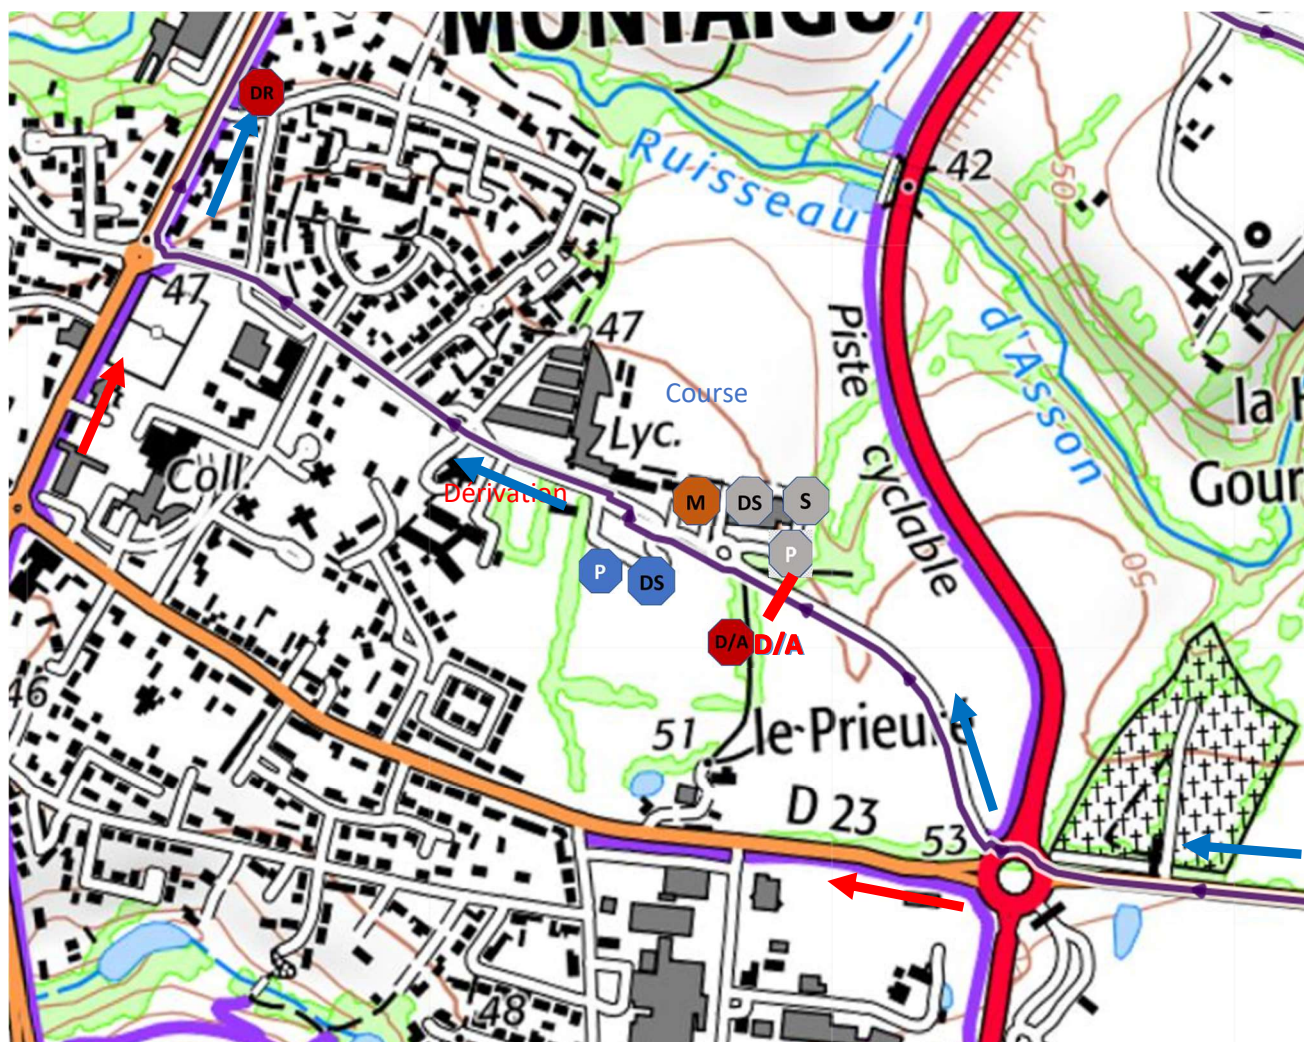 MONTAIGU
DR
42
50
Ruisseau
47
47
Piste
d'Asson
Course
la H
Lyc.
cyclable
Coll.
Gour
Dérivation
M
DS
S
P
P
DS
50
D/A
D/A
46
51
le-Prieuré
D 23
53
48